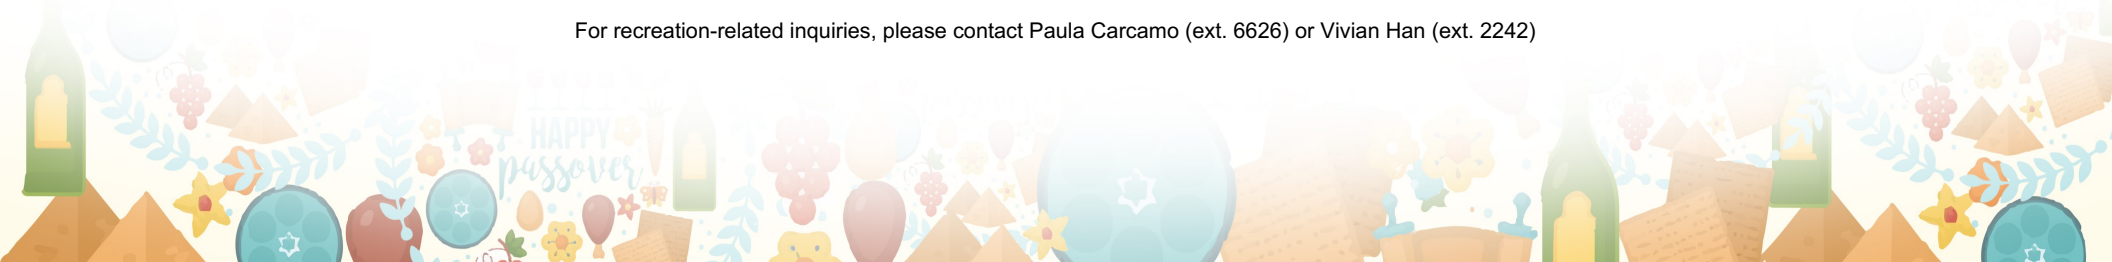 For recreation-related inquiries, please contact Paula Carcamo (ext. 6626) or Vivian Han (ext. 2242)
HAPPY
passover